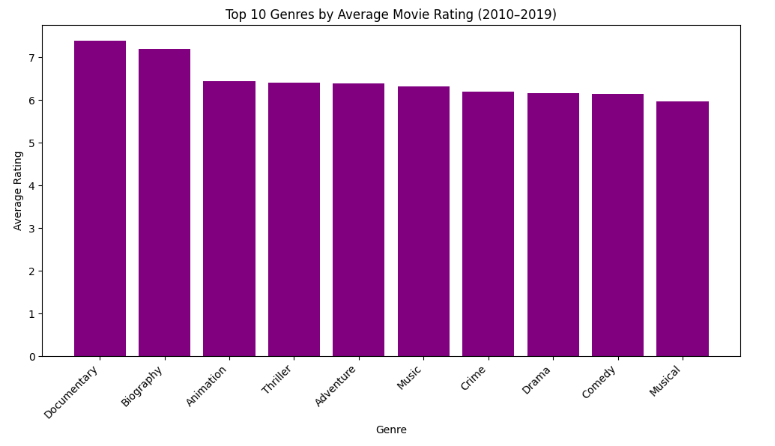 Top 10 Genres by Average Movie Rating (2010–2019)
Average Rating
7
6
5
4
3
2
1
0
Documentary
Biography
Animation
Thriller
Adventure
Music
Crime
Drama
Comedy
Musical
Genre